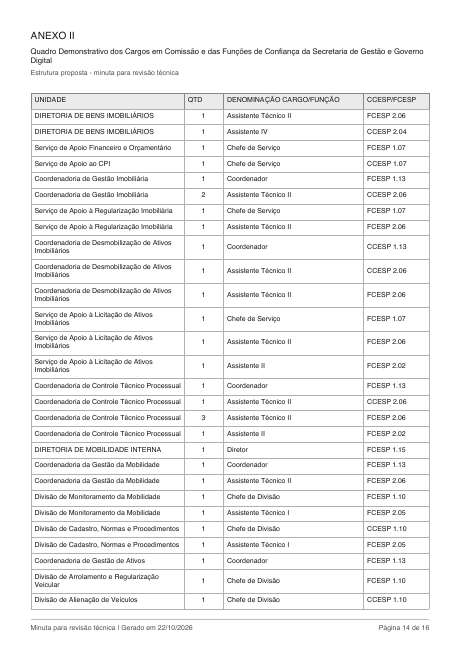 ANEXO II
Quadro Demonstrativo dos Cargos em Comissão e das Funções de Confiança da Secretaria de Gestão e Governo
Digital
Estrutura proposta - minuta para revisão técnica
UNIDADE QTD DENOMINAÇÃO CARGO/FUNÇÃO CCESP/FCESP
DIRETORIA DE BENS IMOBILIÁRIOS 1 Assistente Técnico II FCESP 2.06
DIRETORIA DE BENS IMOBILIÁRIOS 1 Assistente IV CCESP 2.04
Serviço de Apoio Financeiro e Orçamentário 1 Chefe de Serviço FCESP 1.07
Serviço de Apoio ao CPI 1 Chefe de Serviço CCESP 1.07
Coordenadoria de Gestão Imobiliária 1 Coordenador FCESP 1.13
Coordenadoria de Gestão Imobiliária 2 Assistente Técnico II CCESP 2.06
Serviço de Apoio à Regularização Imobiliária 1 Chefe de Serviço FCESP 1.07
Serviço de Apoio à Regularização Imobiliária 1 Assistente Técnico II FCESP 2.06
Coordenadoria de Desmobilização de Ativos
Imobiliários 1 Coordenador CCESP 1.13
Coordenadoria de Desmobilização de Ativos
Imobiliários 1 Assistente Técnico II CCESP 2.06
Coordenadoria de Desmobilização de Ativos
Imobiliários 1 Assistente Técnico II FCESP 2.06
Serviço de Apoio à Licitação de Ativos
Imobiliários 1 Chefe de Serviço FCESP 1.07
Serviço de Apoio à Licitação de Ativos
Imobiliários 1 Assistente Técnico II FCESP 2.06
Serviço de Apoio à Licitação de Ativos
Imobiliários 1 Assistente II FCESP 2.02
Coordenadoria de Controle Técnico Processual 1 Coordenador FCESP 1.13
Coordenadoria de Controle Técnico Processual 1 Assistente Técnico II CCESP 2.06
Coordenadoria de Controle Técnico Processual 3 Assistente Técnico II FCESP 2.06
Coordenadoria de Controle Técnico Processual 1 Assistente II FCESP 2.02
DIRETORIA DE MOBILIDADE INTERNA 1 Diretor FCESP 1.15
Coordenadoria da Gestão da Mobilidade 1 Coordenador FCESP 1.13
Coordenadoria da Gestão da Mobilidade 1 Assistente Técnico II FCESP 2.06
Divisão de Monitoramento da Mobilidade 1 Chefe de Divisão FCESP 1.10
Divisão de Monitoramento da Mobilidade 1 Assistente Técnico I FCESP 2.05
Divisão de Cadastro, Normas e Procedimentos 1 Chefe de Divisão CCESP 1.10
Divisão de Cadastro, Normas e Procedimentos 1 Assistente Técnico I FCESP 2.05
Coordenadoria de Gestão de Ativos 1 Coordenador FCESP 1.13
Divisão de Arrolamento e Regularização
Veicular 1 Chefe de Divisão FCESP 1.10
Divisão de Alienação de Veículos 1 Chefe de Divisão CCESP 1.10
Minuta para revisão técnica | Gerado em 22/10/2026 Página 14 de 16